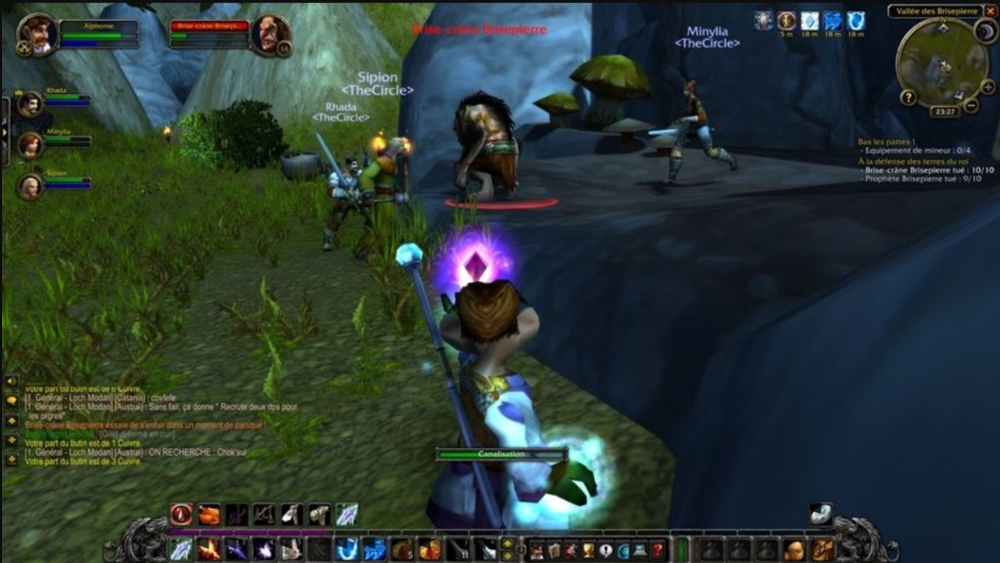 Alphonse
Brise-crâne Brisepi...
Brise-crâne Brisepierre
Minylia
<TheCircle>
5 m
18 m
18 m
18 m
Vallée des Brisepierre
23:27
Rhada
Minylia
Sipion
Sipion
<TheCircle>
Rhada
<TheCircle>
Bas les pattes !
- Equipement de mineur : 0/4
À la défense des terres du roi
- Brise-crâne Brisepierre tué : 10/10
- Prophète Brisepierre tué : 9/10
Votre part du butin est de 6 Cuivre.
[1. Général - Loch Modan] [Catania] : covfefe
[1. Général - Loch Modan] [Austral] : Sans fail, ça donne " Recrute deux dps pour
les orgres"
Brise-crâne Brisepierre essaie de s'enfuir dans un moment de panique !
[Gilet déformé en cuir]
Votre part du butin est de 1 Cuivre.
[1. Général - Loch Modan] [Austral] : ON RECHERCHE : Chok'sul
Votre part du butin est de 3 Cuivre.
Canalisation